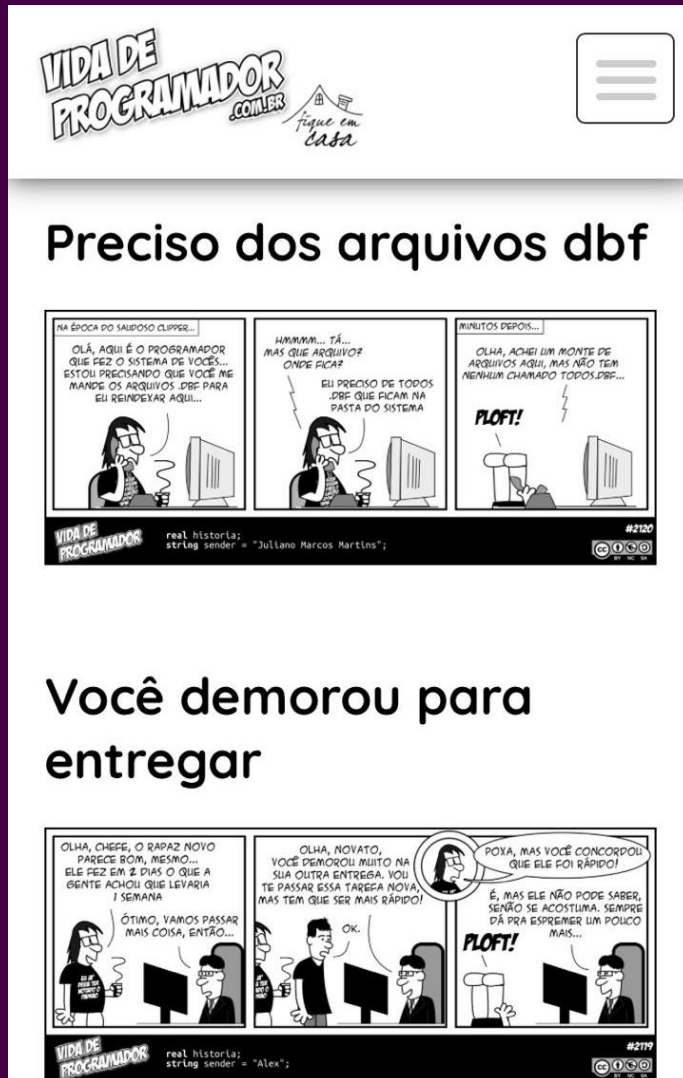 VIDA DE
PROGRAMADOR
.COM.BR
fique em
casa
Preciso dos arquivos dbf
NA ÉPOCA DO SAUDOSO CLIPPER...
OLÁ, AQUI É O PROGRAMADOR
QUE FEZ O SISTEMA DE VOCÊS...
ESTOU PRECISANDO QUE VOCÊ ME
MANDE OS ARQUIVOS .DBF PARA
EU REINDEXAR AQUI...
HMMMM... TÁ...
MAS QUE ARQUIVO?
ONDE FICA?
EU PRECISO DE TODOS
.DBF QUE FICAM NA
PASTA DO SISTEMA
MINUTOS DEPOIS...
OLHA, ACHEI UM MONTE DE
ARQUIVOS AQUI, MAS NÃO TEM
NENHUM CHAMADO TODOS.DBF...
PLOFT!
VIDA DE
PROGRAMADOR
real historia;
string sender = "Juliano Marcos Martins";
#2120
CC BY NC SA
Você demorou para
entregar
OLHA, CHEFE, O RAPAZ NOVO
PARECE BOM, MESMO...
ELE FEZ EM 2 DIAS O QUE A
GENTE ACHOU QUE LEVARIA
1 SEMANA
ÓTIMO, VAMOS PASSAR
MAIS COISA, ENTÃO...
OLHA, NOVATO,
VOCÊ DEMOROU MUITO NA
SUA OUTRA ENTREGA. VOU
TE PASSAR ESSA TAREFA NOVA,
MAS TEM QUE SER MAIS RÁPIDO!
OK.
POXA, MAS VOCÊ CONCORDOU
QUE ELE FOI RÁPIDO!
É, MAS ELE NÃO PODE SABER,
SENÃO SE ACOSTUMA. SEMPRE
DÁ PRA ESPREMER UM POUCO
MAIS...
PLOFT!
VIDA DE
PROGRAMADOR
real historia;
string sender = "Alex";
#2119
CC BY NC SA